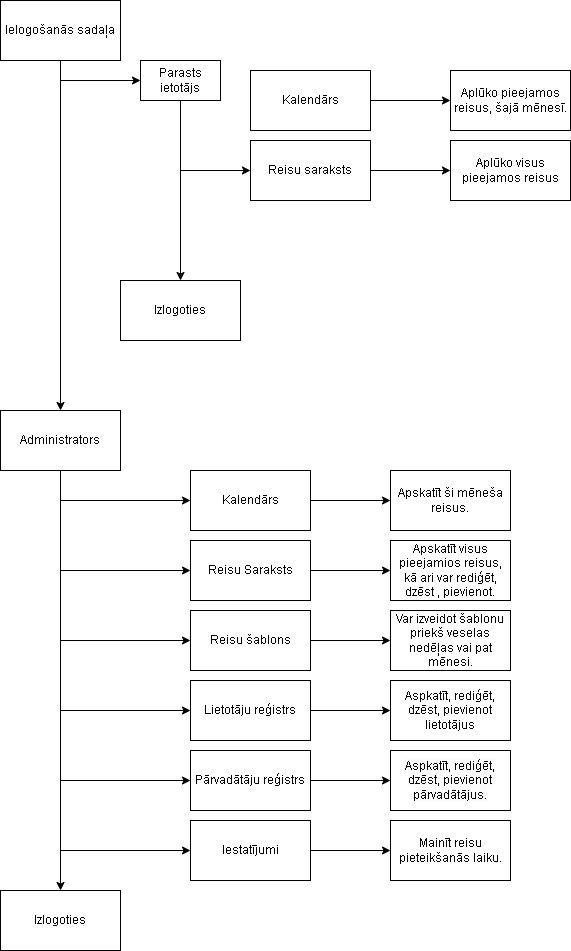 Ielogošanās sadaļa
Parasts
ietotājs
Kalendārs
Aplūko pieejamos
reisus, šajā mēnesī.
Reisu saraksts
Aplūko visus
pieejamos reisus
Izlogoties
Administrators
Kalendārs
Apskatīt ši mēneša
reisus.
Reisu Saraksts
Apskatīt visus
pieejamios reisus,
kā ari var rediģēt,
dzēst , pievienot.
Reisu šablons
Var izveidot šablonu
priekš veselas
nedēļas vai pat
mēnesi.
Lietotāju reģistrs
Aspkatīt, rediģēt,
dzēst, pievienot
lietotājus
Pārvadātāju reģistrs
Aspkatīt, rediģēt,
dzēst, pievienot
pārvadātājus.
Iestatījumi
Mainīt reisu
pieteikšanās laiku.
Izlogoties